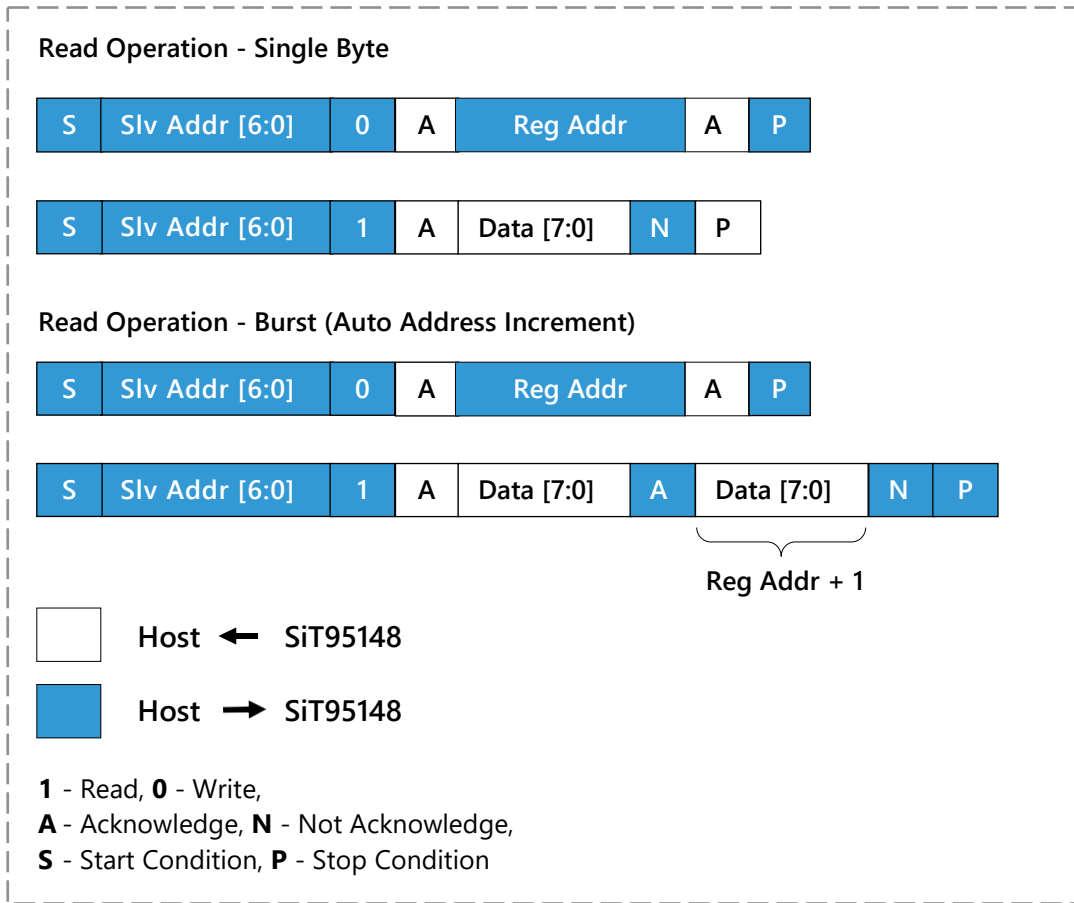 Read Operation - Single Byte
S Slv Addr [6:0] 0 A Reg Addr A P
S Slv Addr [6:0] 1 A Data [7:0] N P
Read Operation - Burst (Auto Address Increment)
S Slv Addr [6:0] 0 A Reg Addr A P
S Slv Addr [6:0] 1 A Data [7:0] A Data [7:0] N P
Reg Addr + 1
Host ← SiT95148
Host → SiT95148
1 - Read, 0 - Write,
A - Acknowledge, N - Not Acknowledge,
S - Start Condition, P - Stop Condition